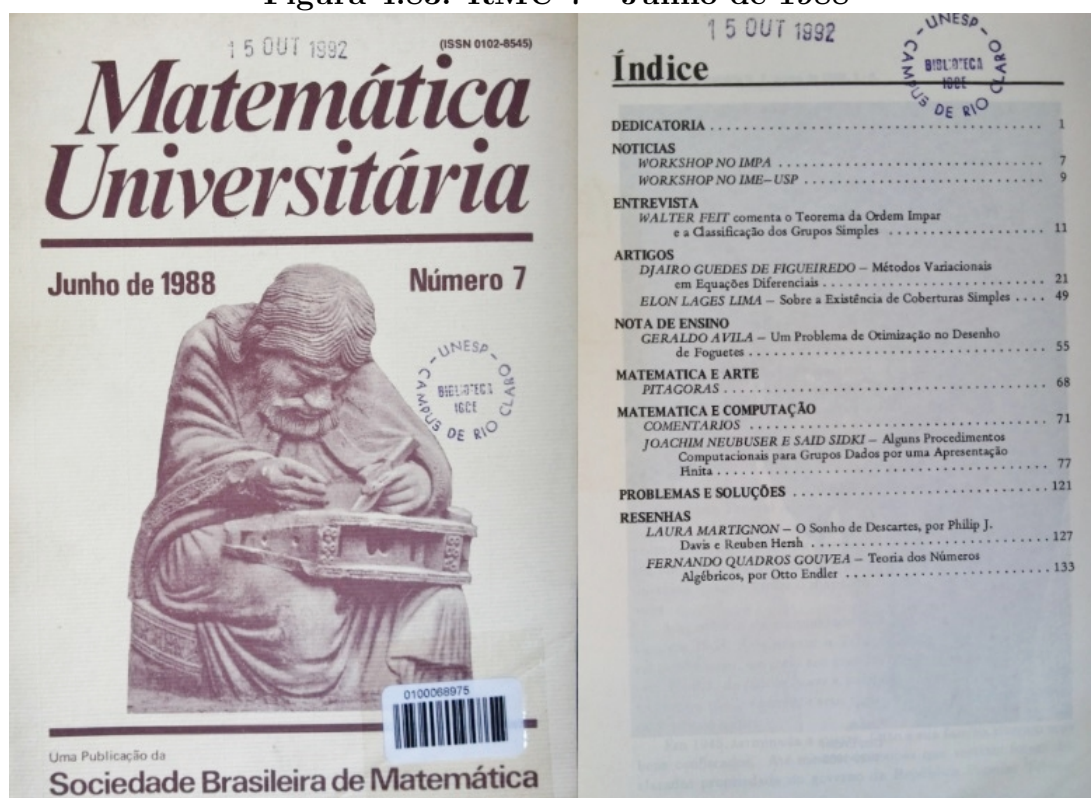 Figura 4.83: RMU 7 - Junho de 1988
15 OUT 1992
(ISSN 0102-8545)
Matemática
Universitária
Junho de 1988
Número 7
UNESP
BIBLIOTECA
IGCE
CAMPUS DE RIO CLARO
0100068975
Uma Publicação da
Sociedade Brasileira de Matemática
15 OUT 1992
UNESP
BIBLIOTECA
IGCE
CAMPUS DE RIO CLARO
Índice
DEDICATORIA 1
NOTICIAS
WORKSHOP NO IMPA 7
WORKSHOP NO IME–USP 9
ENTREVISTA
WALTER FEIT comenta o Teorema da Ordem Impar
e a Classificação dos Grupos Simples 11
ARTIGOS
DJAIRO GUEDES DE FIGUEIREDO – Métodos Variacionais
em Equações Diferenciais 21
ELON LAGES LIMA – Sobre a Existência de Coberturas Simples 49
NOTA DE ENSINO
GERALDO AVILA – Um Problema de Otimização no Desenho
de Foguetes 55
MATEMATICA E ARTE
PITAGORAS 68
MATEMATICA E COMPUTAÇÃO
COMENTARIOS 71
JOACHIM NEUBUSER E SAID SIDKI – Alguns Procedimentos
Computacionais para Grupos Dados por uma Apresentação
Finita 77
PROBLEMAS E SOLUÇÕES 121
RESENHAS
LAURA MARTIGNON – O Sonho de Descartes, por Philip J.
Davis e Reuben Hersh 127
FERNANDO QUADROS GOUVEA – Teoria dos Números
Algébricos, por Otto Endler 133